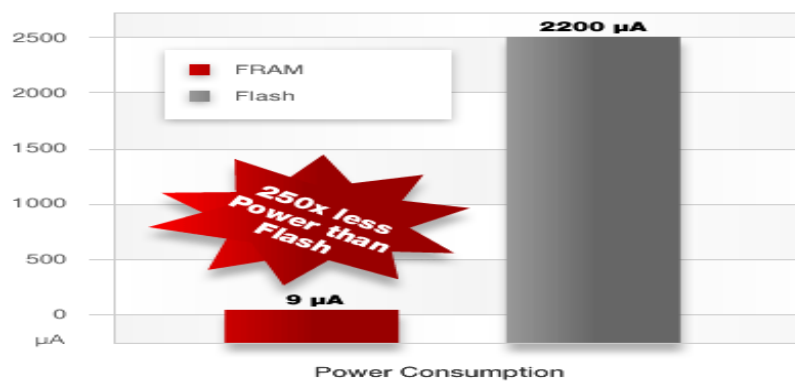 2200 µA
2500
2000
1500
1000
500
0
µA
FRAM
Flash
250x less
Power than
Flash
9 µA
Power Consumption